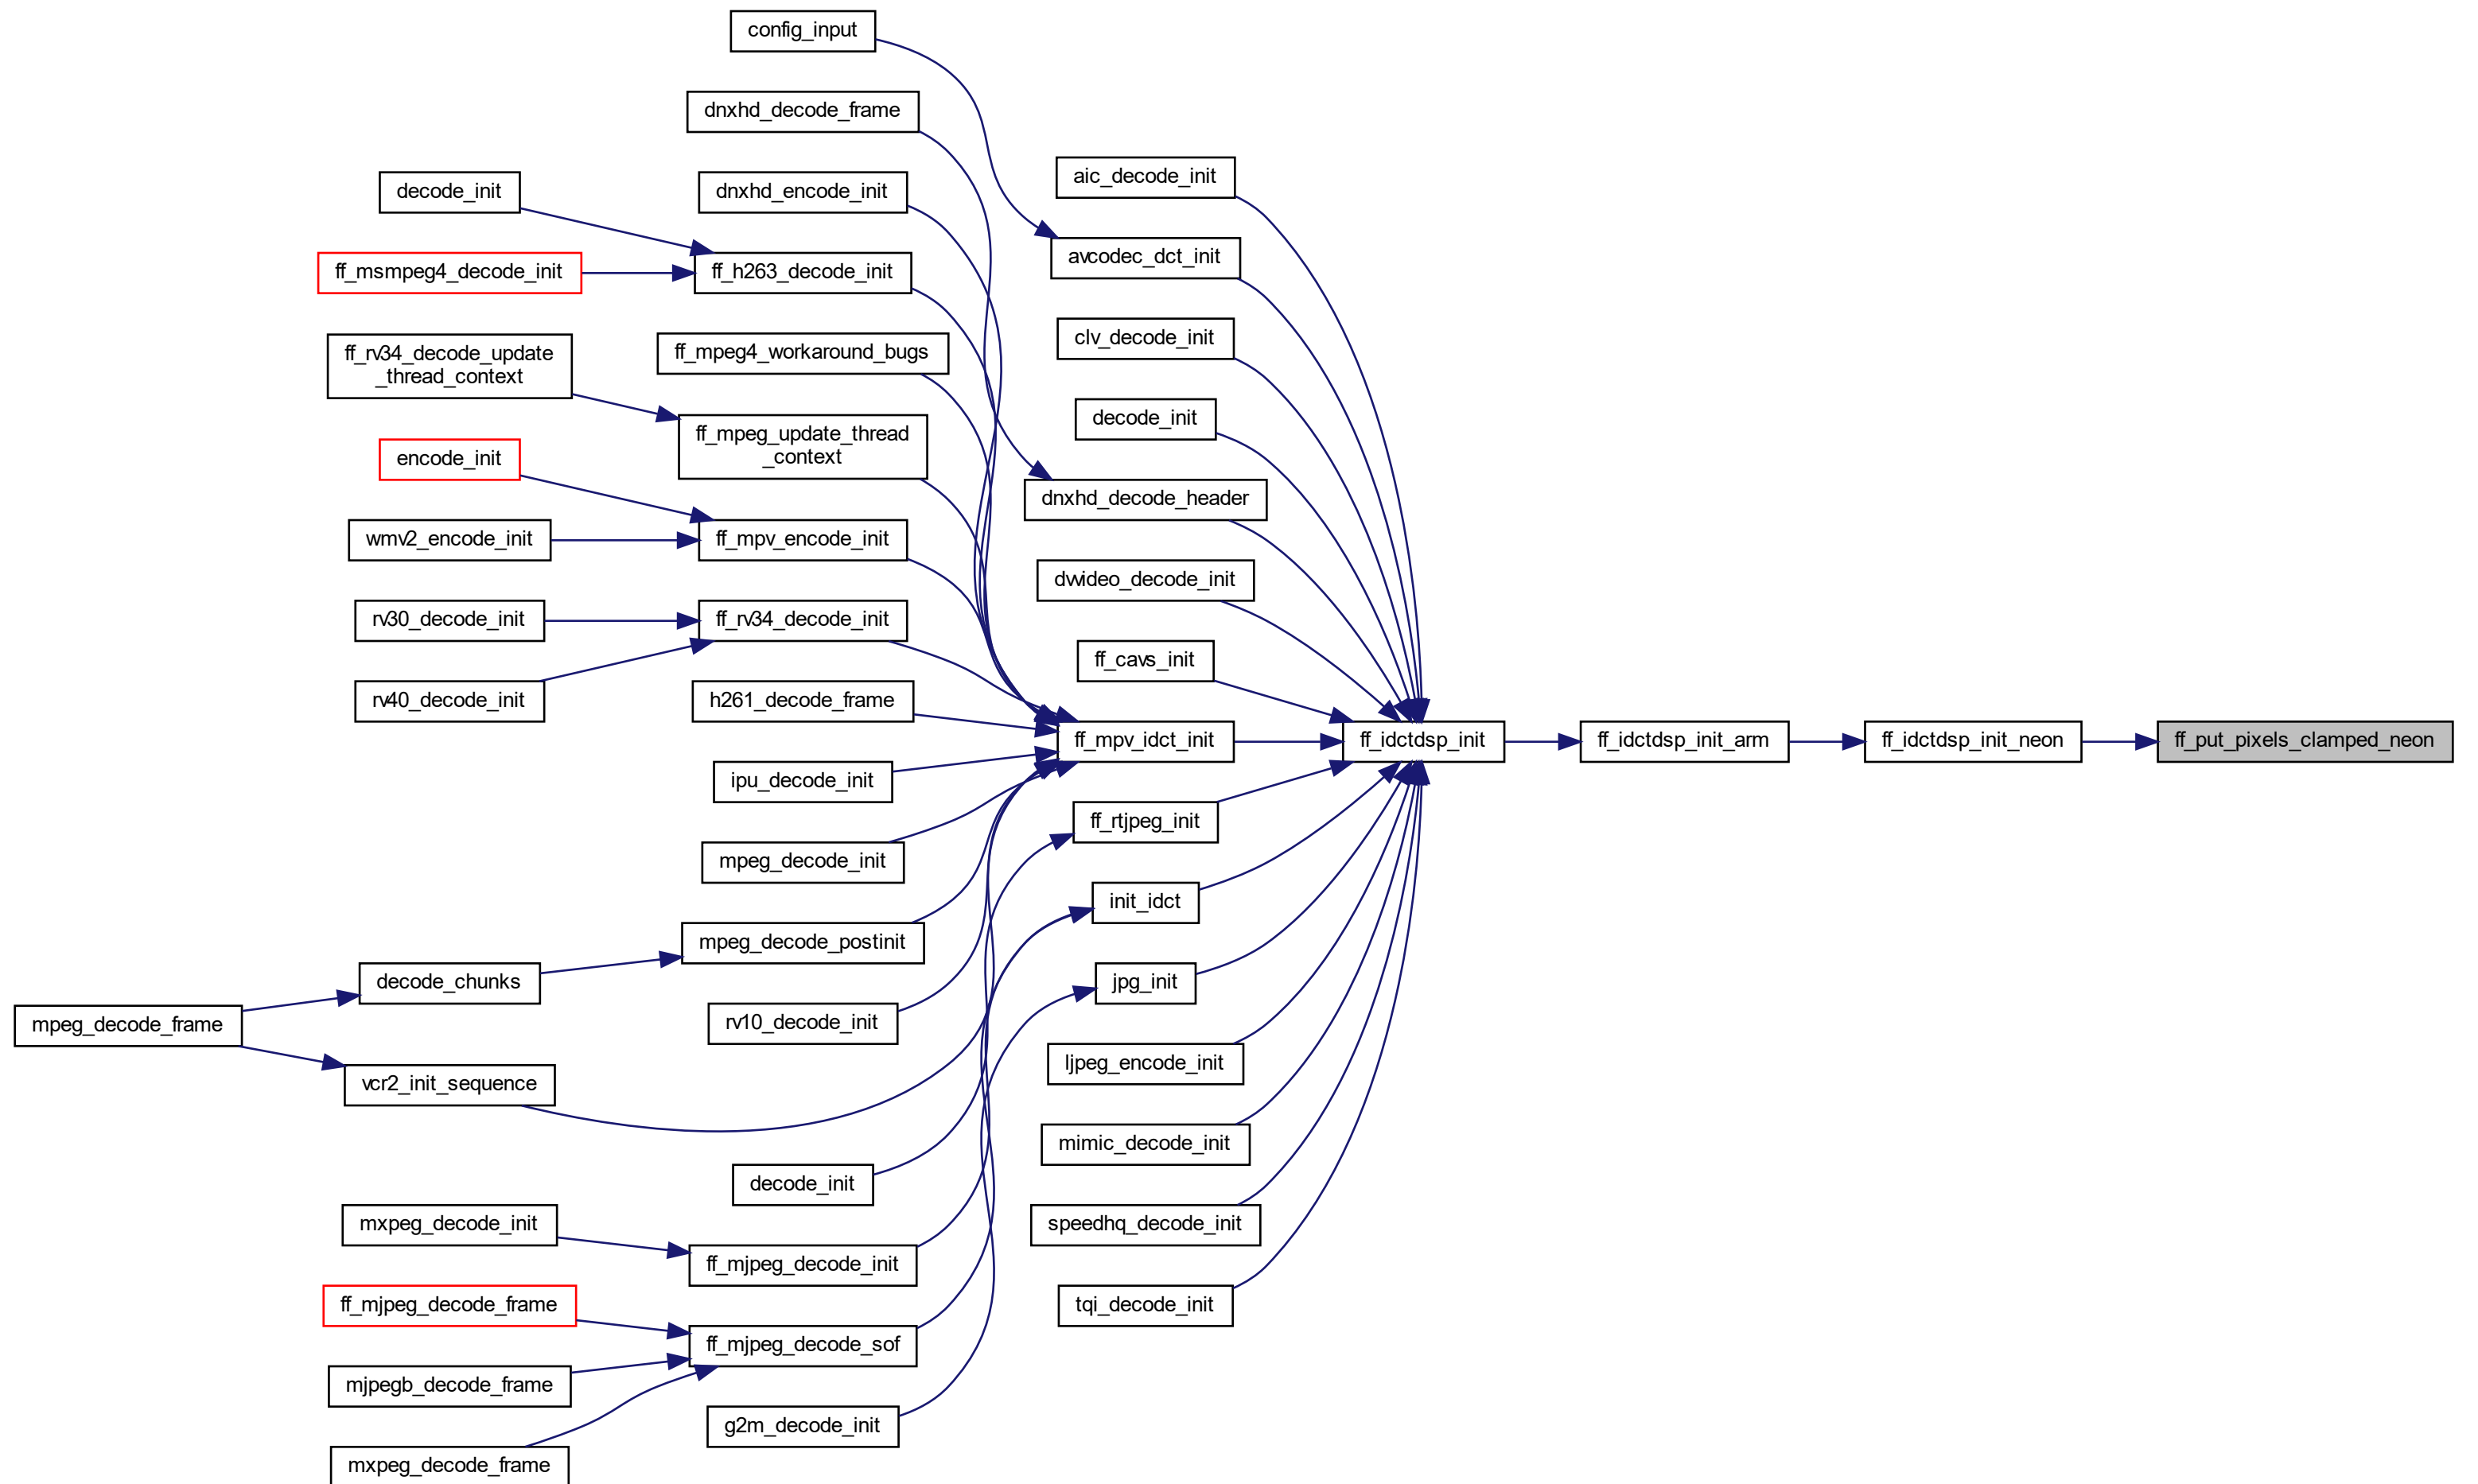 config_input
dnxhd_decode_frame
aic_decode_init
decode_init
dnxhd_encode_init
avcodec_dct_init
ff_msmpeg4_decode_init
ff_h263_decode_init
clv_decode_init
ff_rv34_decode_update
_thread_context
ff_mpeg4_workaround_bugs
decode_init
encode_init
ff_mpeg_update_thread
_context
dnxhd_decode_header
wmv2_encode_init
ff_mpv_encode_init
dwideo_decode_init
rv30_decode_init
ff_rv34_decode_init
ff_cavs_init
rv40_decode_init
h261_decode_frame
ff_mpv_idct_init
ff_idctdsp_init
ff_idctdsp_init_arm
ff_idctdsp_init_neon
ff_put_pixels_clamped_neon
ipu_decode_init
ff_rtjpeg_init
mpeg_decode_init
init_idct
mpeg_decode_postinit
decode_chunks
jpg_init
mpeg_decode_frame
rv10_decode_init
ljpeg_encode_init
vcr2_init_sequence
mimic_decode_init
decode_init
speedhq_decode_init
mxpeg_decode_init
ff_mjpeg_decode_init
tqi_decode_init
ff_mjpeg_decode_frame
ff_mjpeg_decode_sof
mjpegb_decode_frame
g2m_decode_init
mxpeg_decode_frame